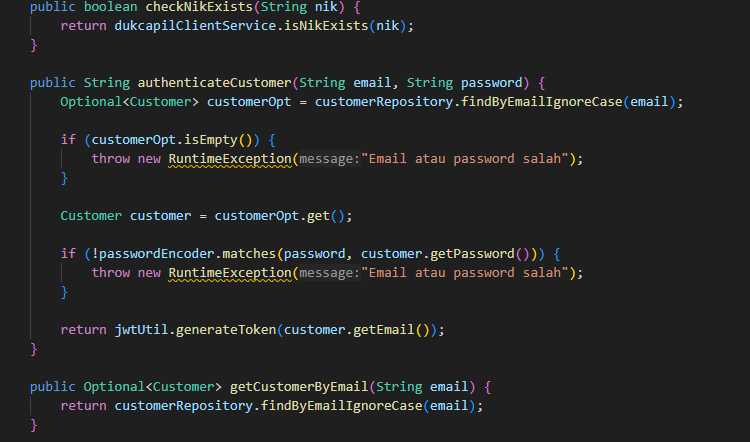 public boolean checkNikExists(String nik) {
    return dukcapilClientService.isNikExists(nik);
}

public String authenticateCustomer(String email, String password) {
    Optional<Customer> customerOpt = customerRepository.findByEmailIgnoreCase(email);

    if (customerOpt.isEmpty()) {
        throw new RuntimeException(message:"Email atau password salah");
    }

    Customer customer = customerOpt.get();

    if (!passwordEncoder.matches(password, customer.getPassword())) {
        throw new RuntimeException(message:"Email atau password salah");
    }

    return jwtUtil.generateToken(customer.getEmail());
}

public Optional<Customer> getCustomerByEmail(String email) {
    return customerRepository.findByEmailIgnoreCase(email);
}